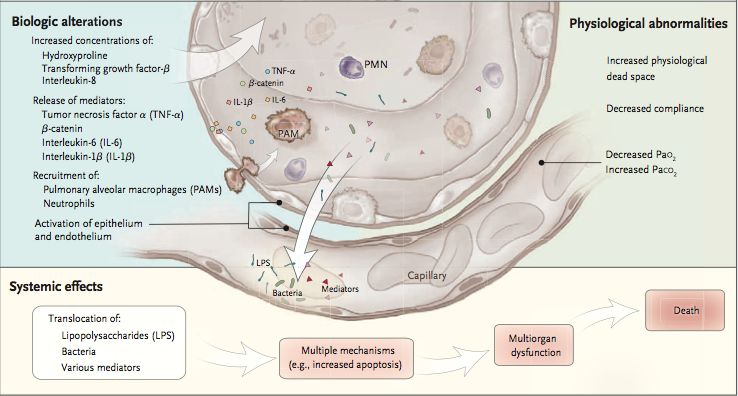 Biologic alterations
Increased concentrations of:
Hydroxyproline
Transforming growth factor-β
Interleukin-8
Release of mediators:
Tumor necrosis factor α (TNF-α)
β-catenin
Interleukin-6 (IL-6)
Interleukin-1β (IL-1β)
Recruitment of:
Pulmonary alveolar macrophages (PAMs)
Neutrophils
Activation of epithelium
and endothelium
PMN
TNF-α
β-catenin
IL-1β
IL-6
PAM
LPS
Bacteria
Mediators
Capillary
Physiological abnormalities
Increased physiological
dead space
Decreased compliance
Decreased PaO₂
Increased PaCO₂
Systemic effects
Translocation of:
Lipopolysaccharides (LPS)
Bacteria
Various mediators
Multiple mechanisms
(e.g., increased apoptosis)
Multiorgan
dysfunction
Death